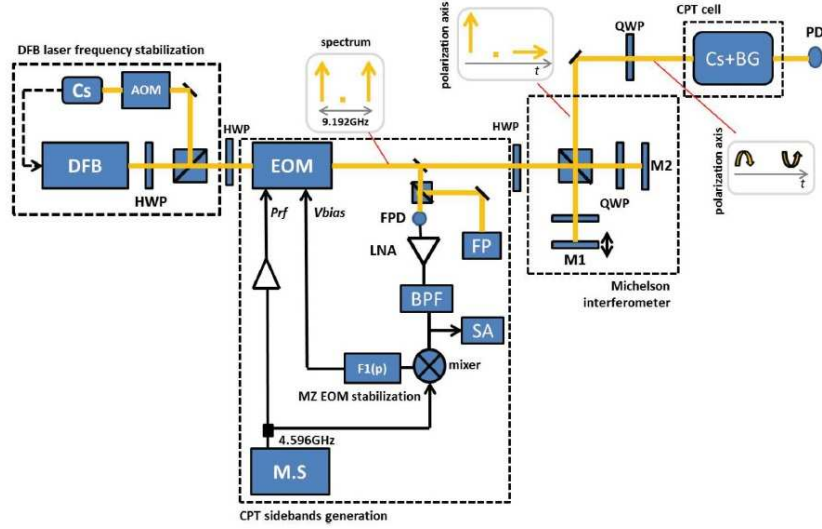 DFB laser frequency stabilization
Cs
AOM
DFB
HWP
HWP
spectrum
9.192GHz
EOM
Prf
Vbias
FPD
FP
LNA
BPF
SA
mixer
F1(p)
MZ EOM stabilization
4.596GHz
M.S
CPT sidebands generation
polarization axis
t
QWP
CPT cell
Cs+BG
PD
HWP
M2
QWP
M1
Michelson
interferometer
polarization axis
t